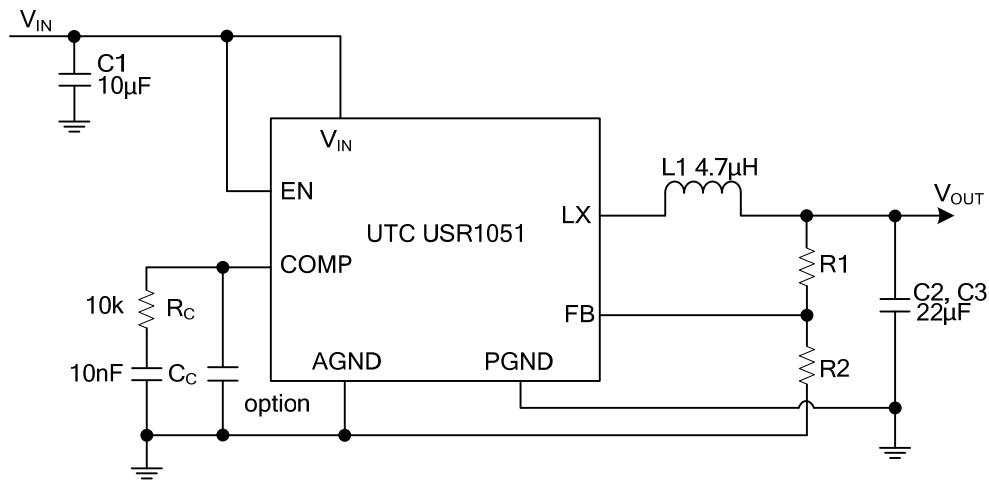 VIN
C1
10µF
VIN
EN
L1 4.7µH
VOUT
LX
UTC USR1051
COMP
R1
10k
RC
C2, C3
22µF
FB
AGND
PGND
10nF
CC
R2
option